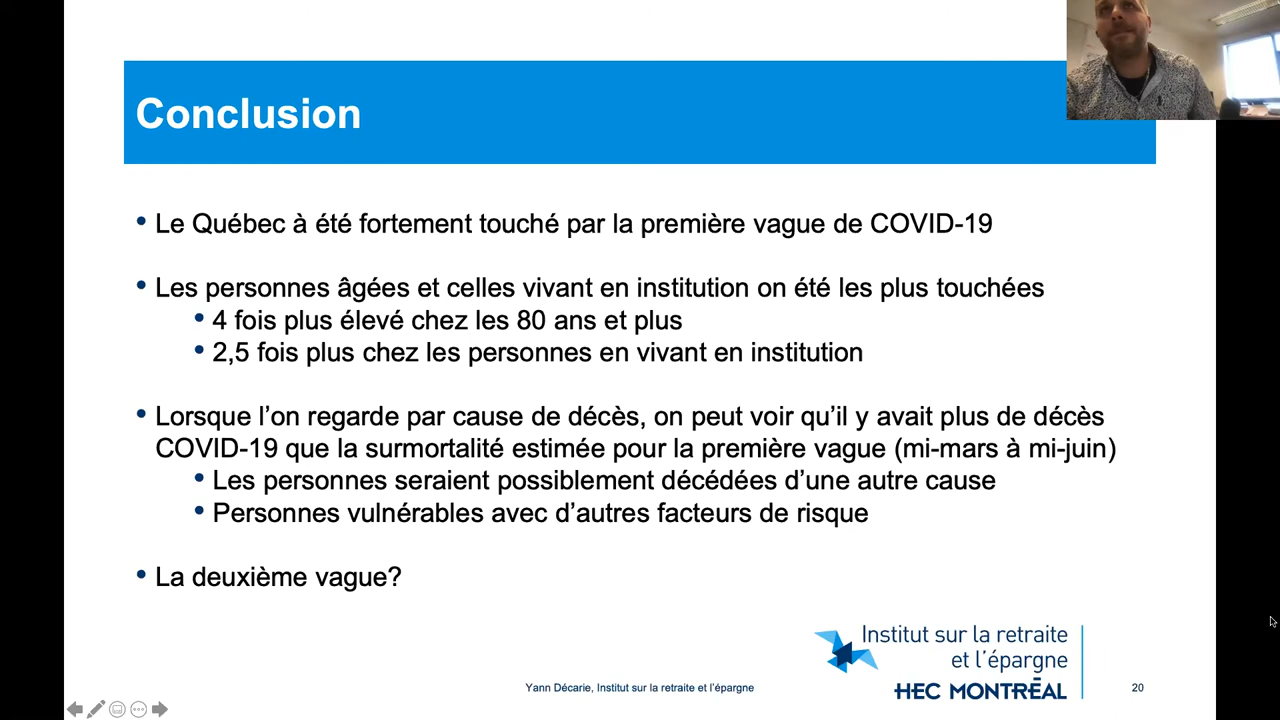 Conclusion
• Le Québec à été fortement touché par la première vague de COVID-19
• Les personnes âgées et celles vivant en institution on été les plus touchées
• 4 fois plus élevé chez les 80 ans et plus
• 2,5 fois plus chez les personnes en vivant en institution
• Lorsque l’on regarde par cause de décès, on peut voir qu’il y avait plus de décès
COVID-19 que la surmortalité estimée pour la première vague (mi-mars à mi-juin)
• Les personnes seraient possiblement décédées d’une autre cause
• Personnes vulnérables avec d’autres facteurs de risque
• La deuxième vague?
Institut sur la retraite
et l’épargne
HEC MONTRÉAL
Yann Décarie, Institut sur la retraite et l’épargne
20